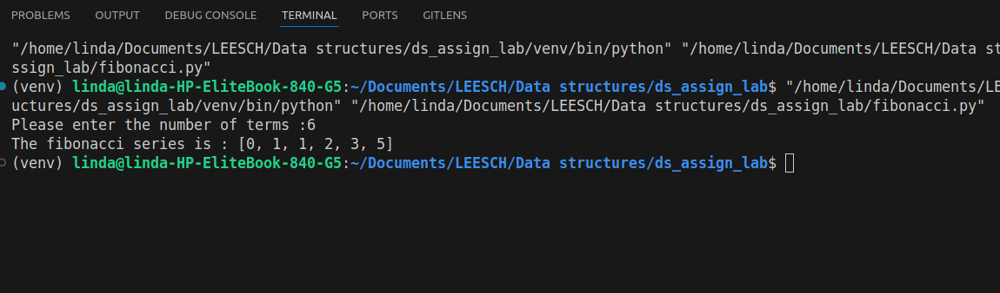 PROBLEMS OUTPUT DEBUG CONSOLE TERMINAL PORTS GITLENS
"/home/linda/Documents/LEESCH/Data structures/ds_assign_lab/venv/bin/python" "/home/linda/Documents/LEESCH/Data st
ssign_lab/fibonacci.py"
(venv) linda@linda-HP-EliteBook-840-G5:~/Documents/LEESCH/Data structures/ds_assign_lab$ "/home/linda/Documents/LE
uctures/ds_assign_lab/venv/bin/python" "/home/linda/Documents/LEESCH/Data structures/ds_assign_lab/fibonacci.py"
Please enter the number of terms :6
The fibonacci series is : [0, 1, 1, 2, 3, 5]
(venv) linda@linda-HP-EliteBook-840-G5:~/Documents/LEESCH/Data structures/ds_assign_lab$